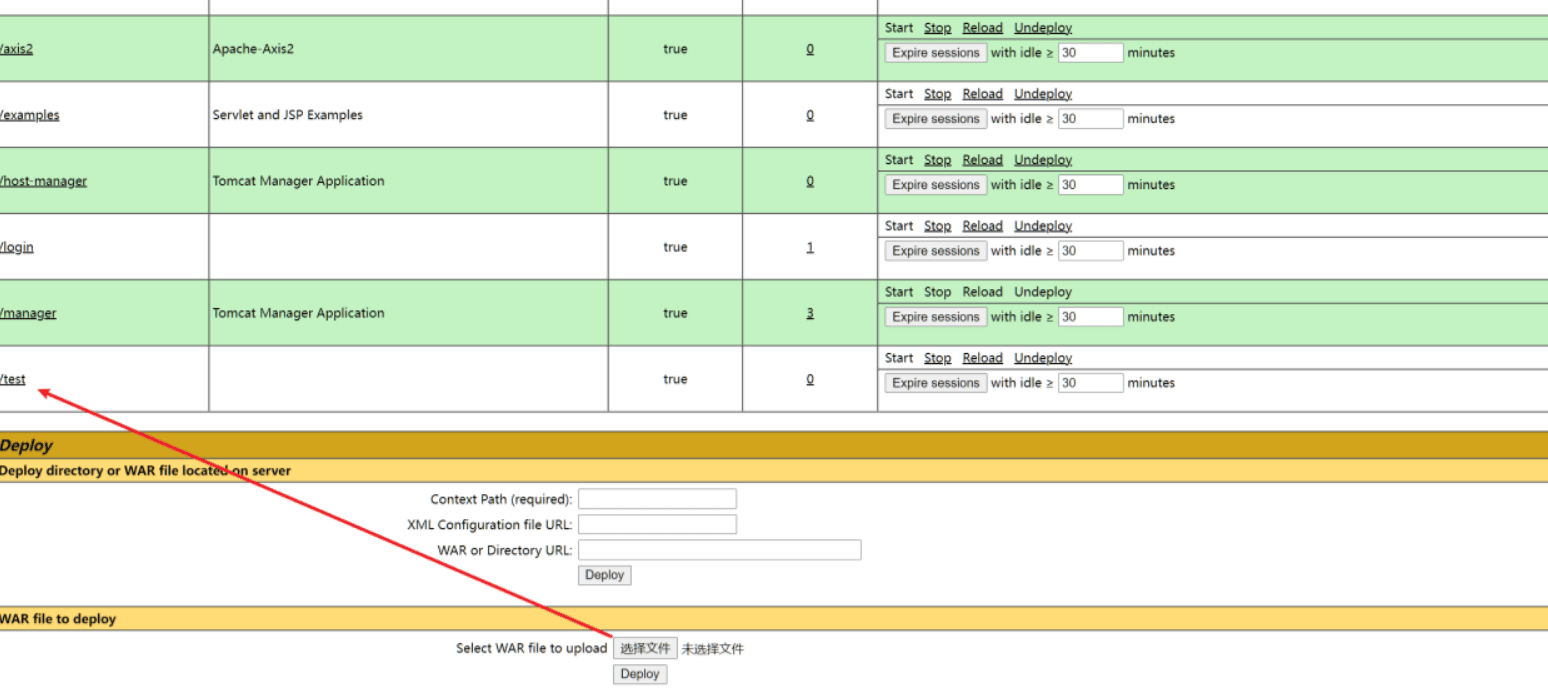 Start Stop Reload Undeploy
/axis2 Apache-Axis2 true 0 Expire sessions with idle ≥ 30 minutes
Start Stop Reload Undeploy
/examples Servlet and JSP Examples true 0 Expire sessions with idle ≥ 30 minutes
Start Stop Reload Undeploy
/host-manager Tomcat Manager Application true 0 Expire sessions with idle ≥ 30 minutes
Start Stop Reload Undeploy
/login true 1 Expire sessions with idle ≥ 30 minutes
Start Stop Reload Undeploy
/manager Tomcat Manager Application true 3 Expire sessions with idle ≥ 30 minutes
Start Stop Reload Undeploy
/test true 0 Expire sessions with idle ≥ 30 minutes
Deploy
Deploy directory or WAR file located on server
Context Path (required):
XML Configuration file URL:
WAR or Directory URL:
Deploy
WAR file to deploy
Select WAR file to upload 选择文件 未选择文件
Deploy